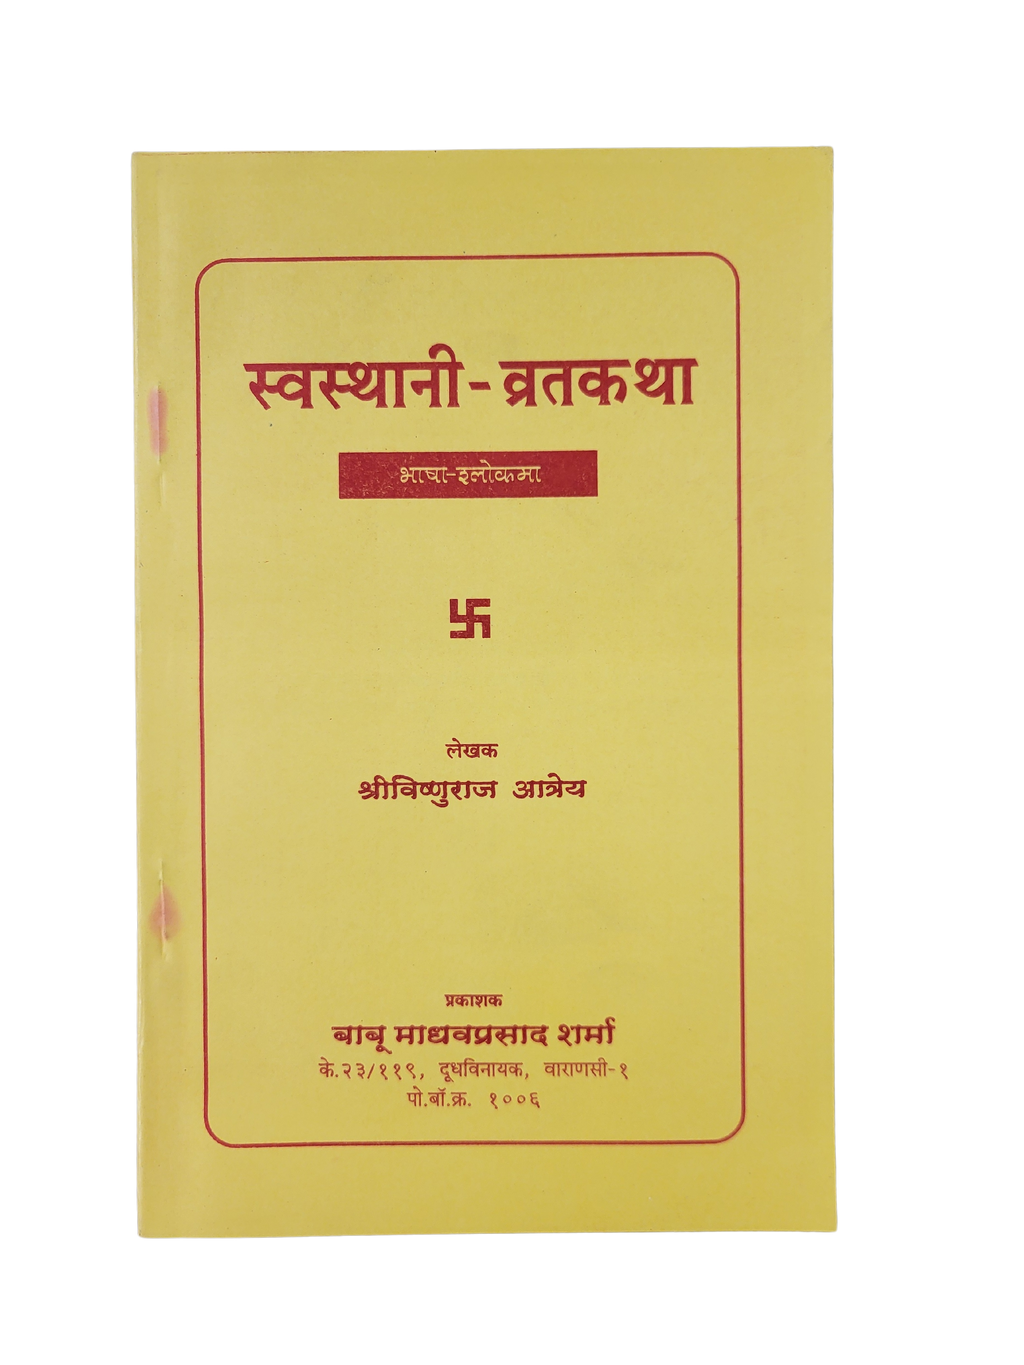 स्वस्थानी-व्रतकथा
भाषा-श्लोकमा
卐
लेखक
श्रीविष्णुराज आत्रेय
प्रकाशक
बाबू माधवप्रसाद शर्मा
के.२३/११९, दूधविनायक, वाराणसी-१
पो.बॉ.क्र. १००६